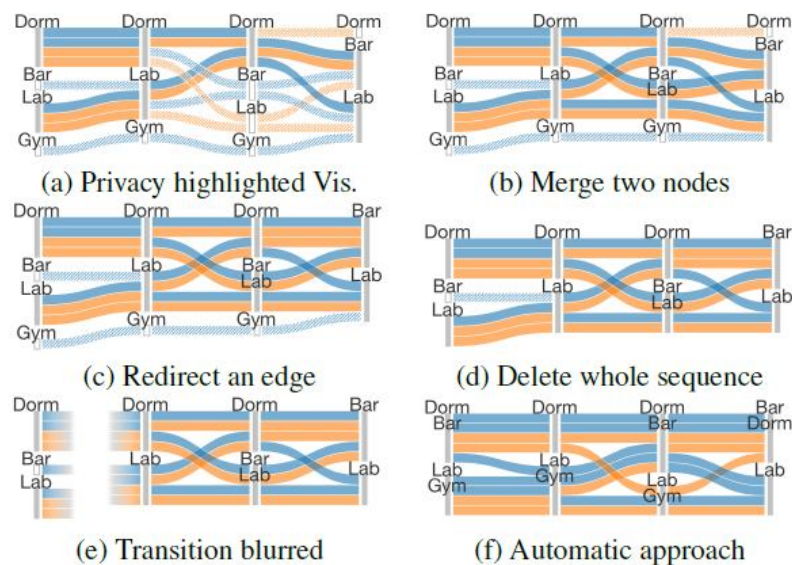 Dorm Dorm Dorm Dorm
Bar
Bar Lab Bar
Lab Lab Lab
Gym Gym Gym
(a) Privacy highlighted Vis.
Dorm Dorm Dorm Dorm
Bar
Bar Lab Bar
Lab Lab Lab
Gym Gym Gym
(b) Merge two nodes
Dorm Dorm Dorm Bar
Bar Lab Bar Lab
Lab Lab
Gym Gym Gym
(c) Redirect an edge
Dorm Dorm Dorm Bar
Bar Lab Bar Lab
Lab Lab
(d) Delete whole sequence
Dorm Dorm Dorm Bar
Bar Lab Bar Lab
Lab Lab
(e) Transition blurred
Dorm Dorm Dorm Bar
Bar Bar Dorm
Lab Lab Lab Lab
Gym Gym Gym
(f) Automatic approach